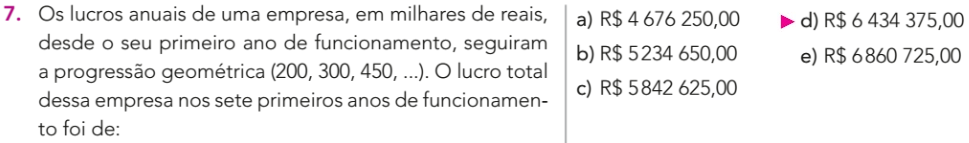 7. Os lucros anuais de uma empresa, em milhares de reais,
desde o seu primeiro ano de funcionamento, seguiram
a progressão geométrica (200, 300, 450, ...). O lucro total
dessa empresa nos sete primeiros anos de funcionamen-
to foi de:
a) R$ 4 676 250,00
b) R$ 5 234 650,00
c) R$ 5 842 625,00
d) R$ 6 434 375,00
e) R$ 6 860 725,00